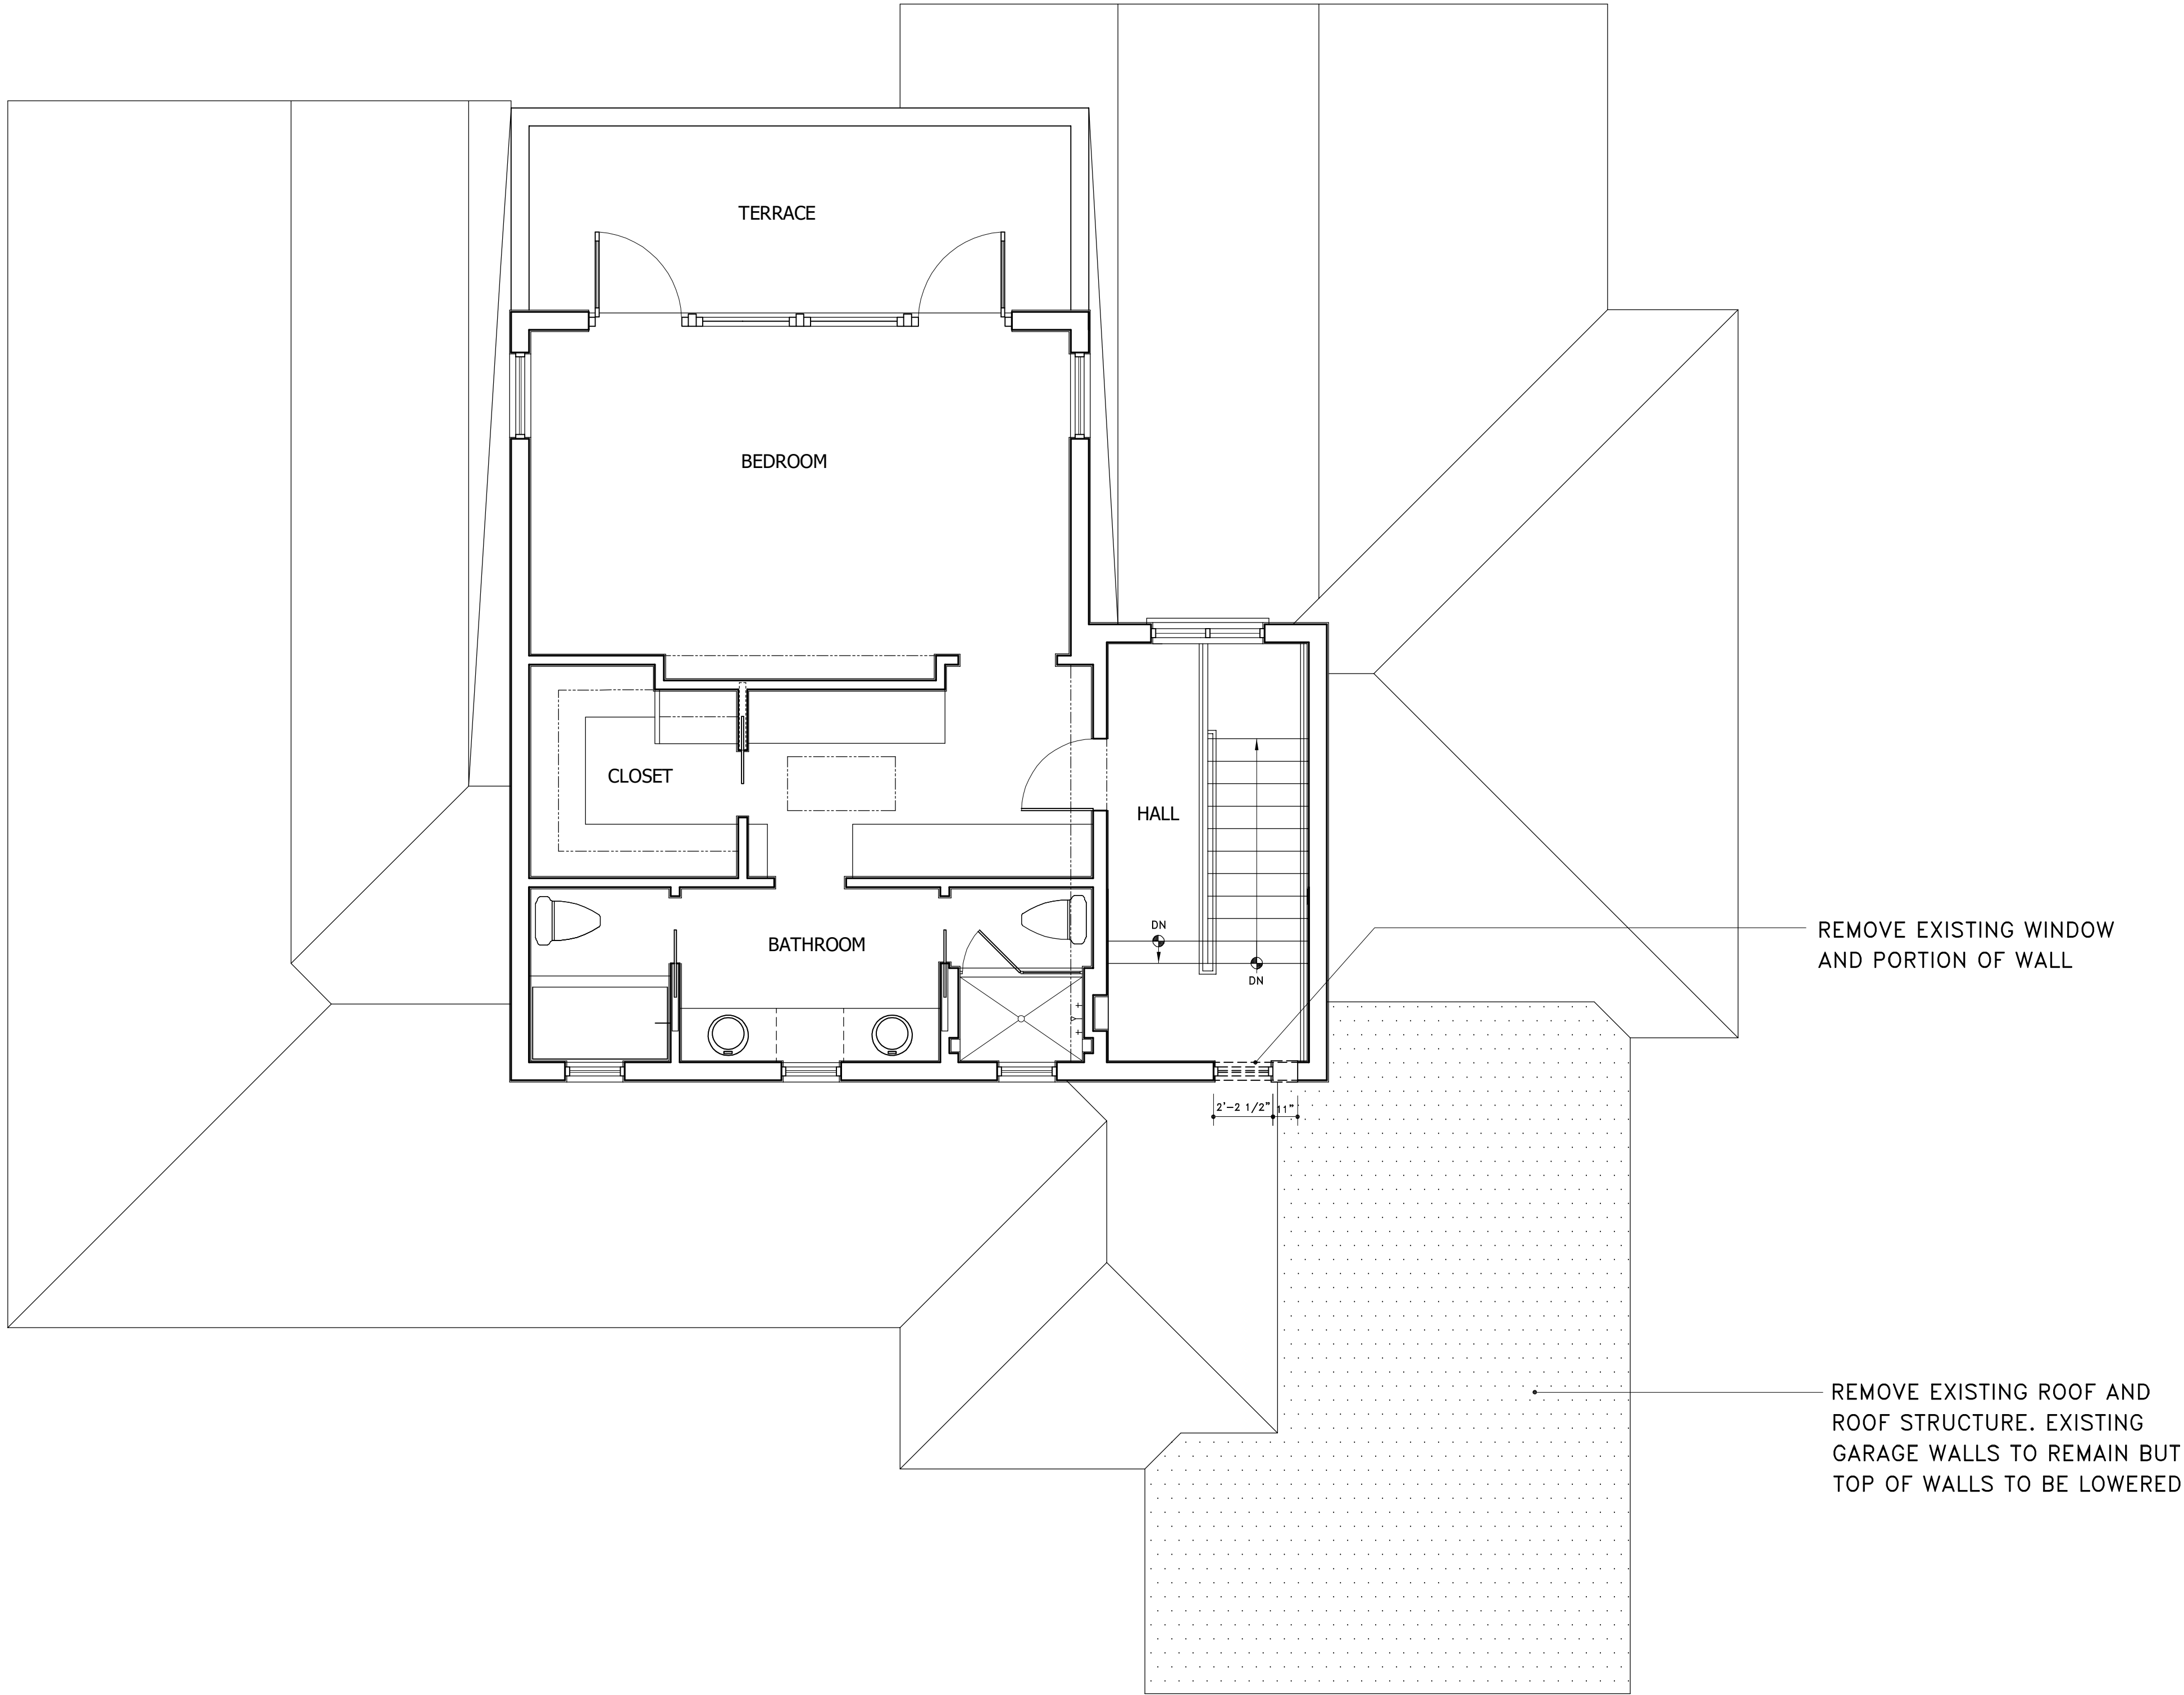 TERRACE
BEDROOM
CLOSET
HALL
DN
REMOVE EXISTING WINDOW
AND PORTION OF WALL
BATHROOM
DN
2'-2 1/2"
11"
REMOVE EXISTING ROOF AND
ROOF STRUCTURE. EXISTING
GARAGE WALLS TO REMAIN BUT
TOP OF WALLS TO BE LOWERED